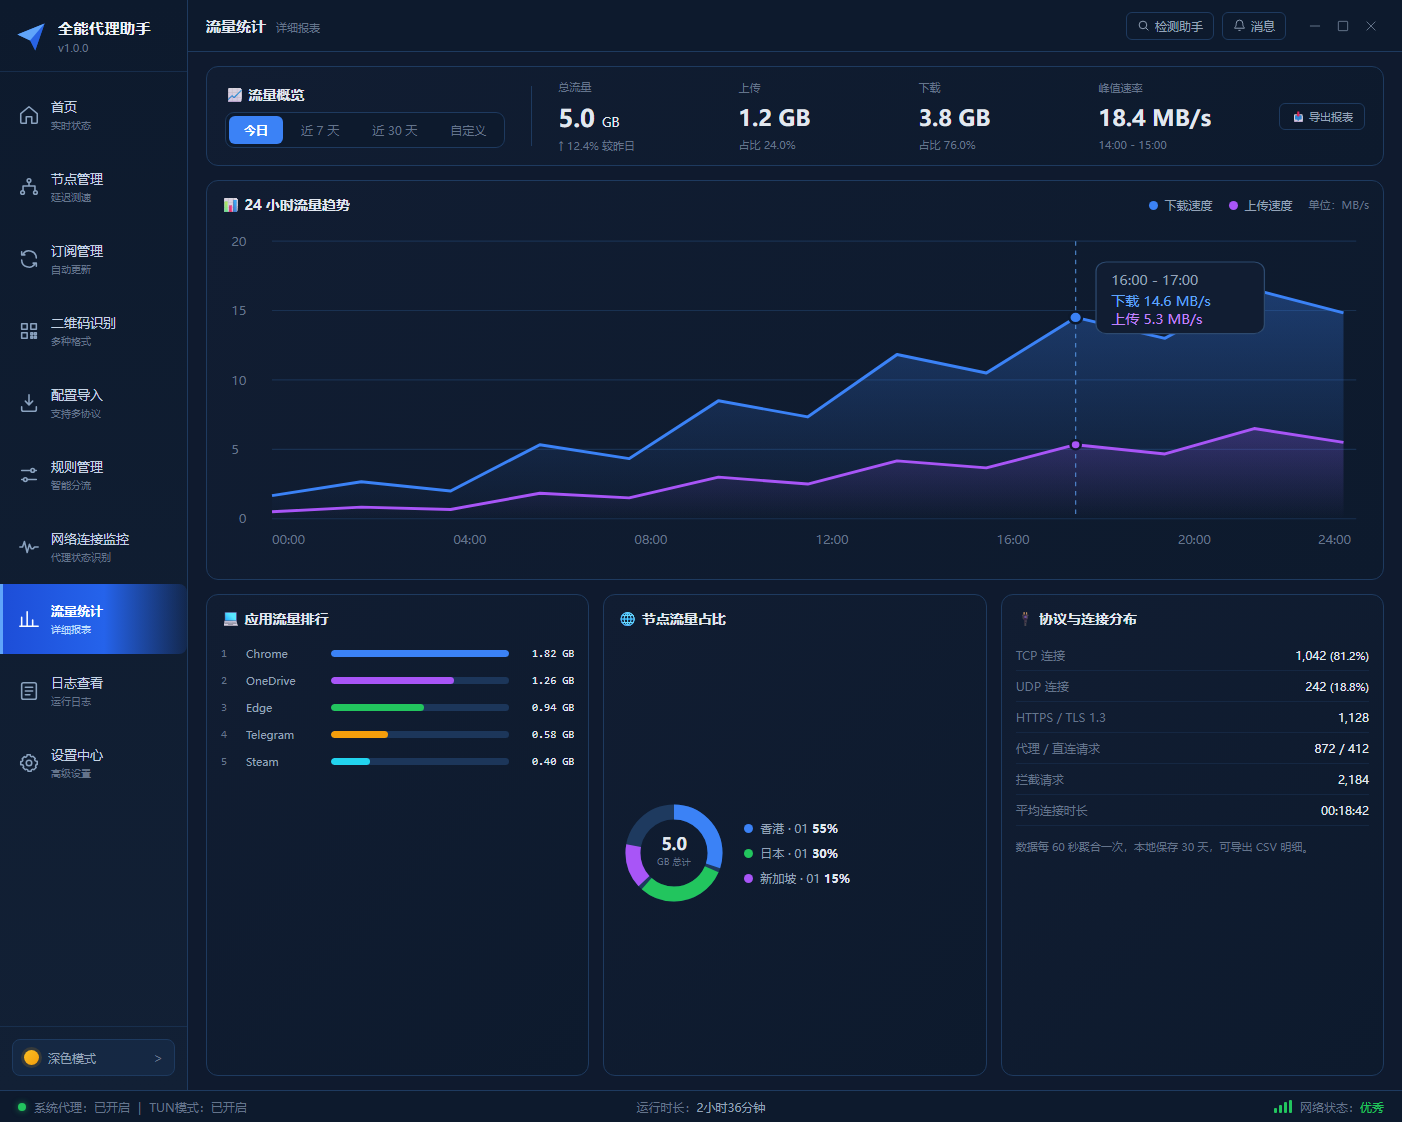 全能代理助手
v1.0.0
首页
实时状态
节点管理
延迟测速
订阅管理
自动更新
二维码识别
多种格式
配置导入
支持多协议
规则管理
智能分流
网络连接监控
代理状态识别
流量统计
详细报表
日志查看
运行日志
设置中心
高级设置
深色模式 >
流量统计 详细报表
检测助手 消息
流量概览
今日 近 7 天 近 30 天 自定义
总流量
5.0 GB
↑ 12.4% 较昨日
上传
1.2 GB
占比 24.0%
下载
3.8 GB
占比 76.0%
峰值速率
18.4 MB/s
14:00 - 15:00
导出报表
24 小时流量趋势
下载速度 上传速度 单位：MB/s
20
15
10
5
0
16:00 - 17:00
下载 14.6 MB/s
上传 5.3 MB/s
00:00 04:00 08:00 12:00 16:00 20:00 24:00
应用流量排行
1 Chrome 1.82 GB
2 OneDrive 1.26 GB
3 Edge 0.94 GB
4 Telegram 0.58 GB
5 Steam 0.40 GB
节点流量占比
5.0
GB 总计
香港 · 01 55%
日本 · 01 30%
新加坡 · 01 15%
协议与连接分布
TCP 连接 1,042 (81.2%)
UDP 连接 242 (18.8%)
HTTPS / TLS 1.3 1,128
代理 / 直连请求 872 / 412
拦截请求 2,184
平均连接时长 00:18:42
数据每 60 秒聚合一次，本地保存 30 天，可导出 CSV 明细。
系统代理：已开启 | TUN模式：已开启
运行时长：2小时36分钟
网络状态：优秀